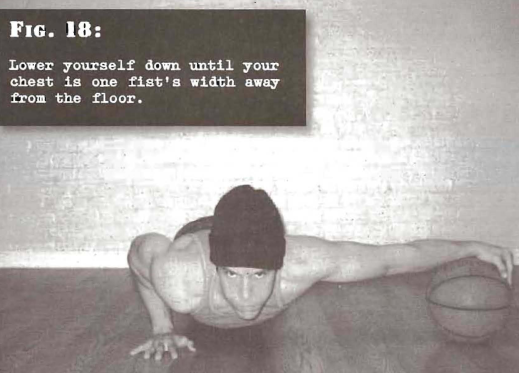 Fig. 18:
Lower yourself down until your
chest is one fist's width away
from the floor.